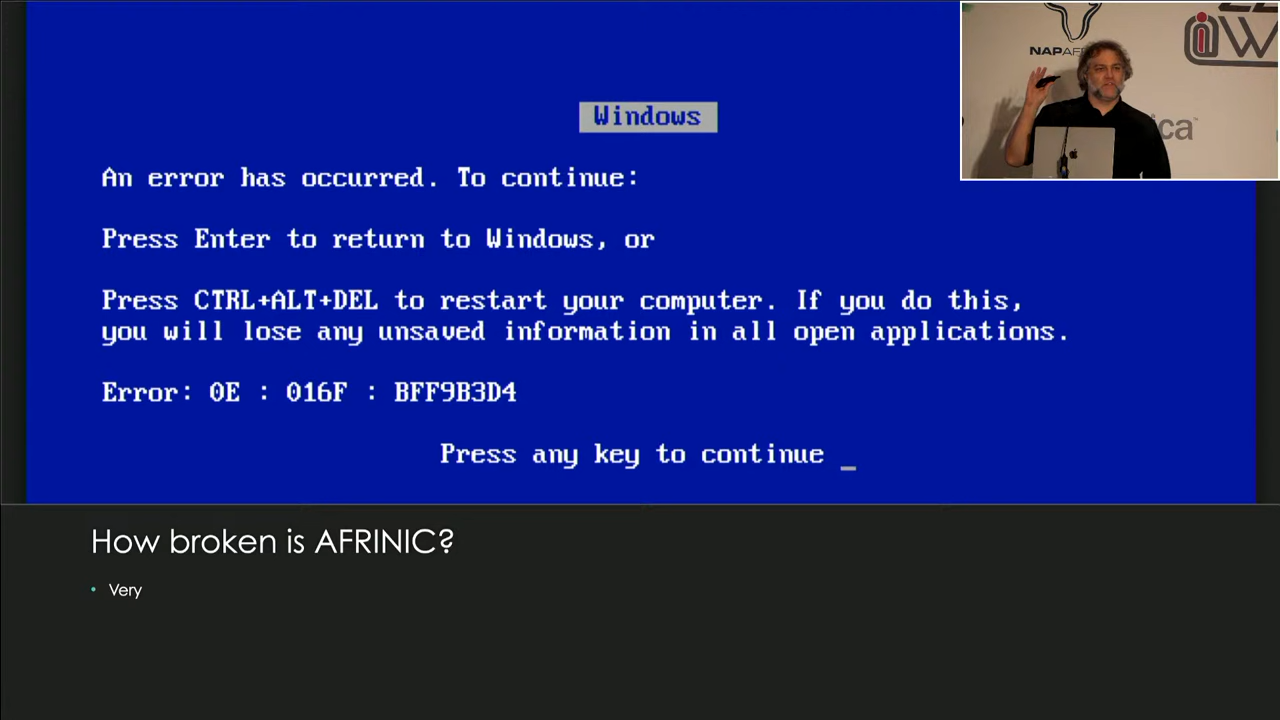 Windows
An error has occurred. To continue:
Press Enter to return to Windows, or
Press CTRL+ALT+DEL to restart your computer. If you do this,
you will lose any unsaved information in all open applications.
Error: 0E : 016F : BFF9B3D4
Press any key to continue _
How broken is AFRINIC?
• Very